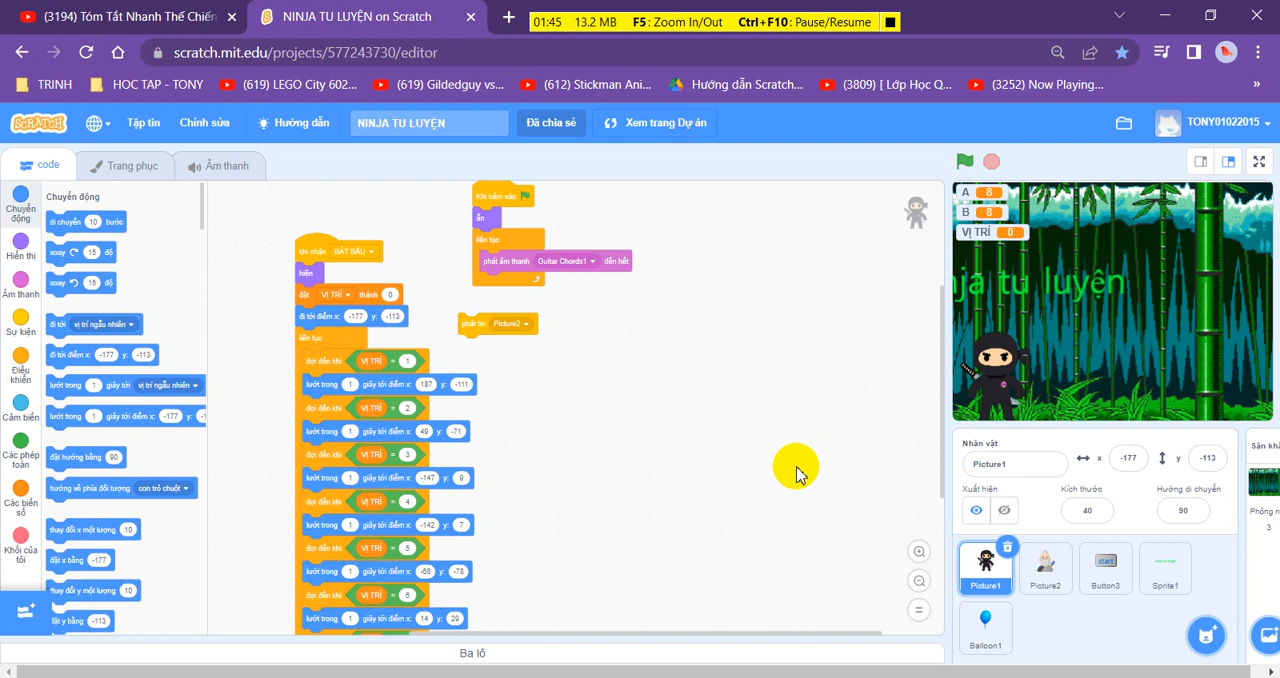 (3194) Tóm Tắt Nhanh Thế Chiến
NINJA TU LUYỆN on Scratch
01:45 13.2 MB F5: Zoom In/Out Ctrl+F10: Pause/Resume
scratch.mit.edu/projects/577243730/editor
TRINH
HOC TAP - TONY
(619) LEGO City 602...
(619) Gildedguy vs...
(612) Stickman Ani...
Hướng dẫn Scratch...
(3809) [ Lớp Học Q...
(3252) Now Playing...
»
SCRATCH
Tập tin
Chỉnh sửa
Hướng dẫn
NINJA TU LUYỆN
Đã chia sẻ
Xem trang Dự án
TONY01022015
code
Trang phục
Âm thanh
Chuyển động
Hiển thị
Âm thanh
Sự kiện
Điều khiển
Cảm biến
Các phép toán
Các biến số
Khối của tôi
Chuyển động
di chuyển 10 bước
xoay 15 độ
xoay 15 độ
đi tới vị trí ngẫu nhiên
đi tới điểm x: -177 y: -113
lướt trong 1 giây tới vị trí ngẫu nhiên
lướt trong 1 giây tới điểm x: -177 y: -1
đặt hướng bằng 90
hướng về phía đối tượng con trỏ chuột
thay đổi x một lượng 10
đặt x bằng -177
thay đổi y một lượng 10
đặt y bằng -113
Khi bấm vào
ẩn
liên tục
phát âm thanh Guitar Chords1 đến hết
khi nhận BẮT ĐẦU
hiện
đặt VỊ TRÍ thành 0
đi tới điểm x: -177 y: -113
liên tục
đợi đến khi VỊ TRÍ = 1
lướt trong 1 giây tới điểm x: 187 y: -111
đợi đến khi VỊ TRÍ = 2
lướt trong 1 giây tới điểm x: 49 y: -71
đợi đến khi VỊ TRÍ = 3
lướt trong 1 giây tới điểm x: -147 y: 9
đợi đến khi VỊ TRÍ = 4
lướt trong 1 giây tới điểm x: -142 y: 7
đợi đến khi VỊ TRÍ = 5
lướt trong 1 giây tới điểm x: -68 y: -78
đợi đến khi VỊ TRÍ = 6
lướt trong 1 giây tới điểm x: 14 y: 29
phát tin Picture2
Ba lô
A 8
B 8
VỊ TRÍ 0
nja tu luyện
Nhân vật
Picture1
x -177
y -113
Xuất hiện
Kích thước
40
Hướng di chuyển
90
Picture1
Picture2
start
Button3
Sprite1
Balloon1
Sân khấ
Phông n
3